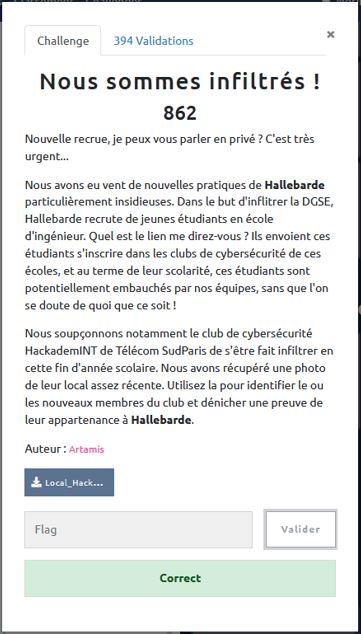 Challenge
394 Validations
×
Nous sommes infiltrés !
862
Nouvelle recrue, je peux vous parler en privé ? C'est très
urgent...
Nous avons eu vent de nouvelles pratiques de Hallebarde
particulièrement insidieuses. Dans le but d'inflitrer la DGSE,
Hallebarde recrute de jeunes étudiants en école
d'ingénieur. Quel est le lien me direz-vous ? Ils envoient ces
étudiants s'inscrire dans les clubs de cybersécurité de ces
écoles, et au terme de leur scolarité, ces étudiants sont
potentiellement embauchés par nos équipes, sans que l'on
se doute de quoi que ce soit !
Nous soupçonnons notamment le club de cybersécurité
HackademINT de Télécom SudParis de s'être fait infiltrer en
cette fin d'année scolaire. Nous avons récupéré une photo
de leur local assez récente. Utilisez la pour identifier le ou
les nouveaux membres du club et dénicher une preuve de
leur appartenance à Hallebarde.
Auteur : Artamis
Local_Hack...
Flag
Valider
Correct